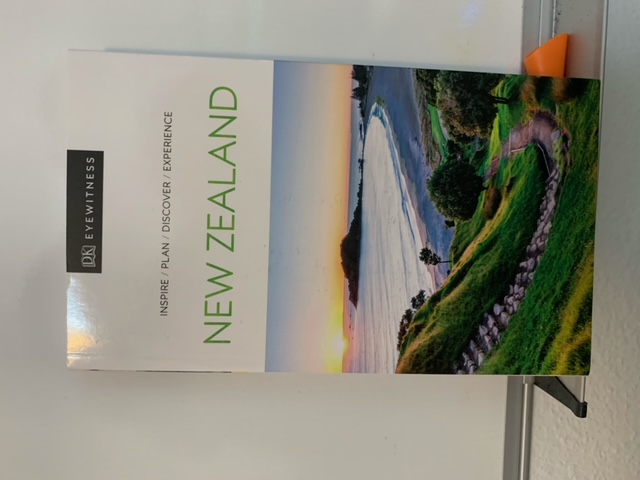 DK EYEWITNESS
INSPIRE / PLAN / DISCOVER / EXPERIENCE
NEW ZEALAND